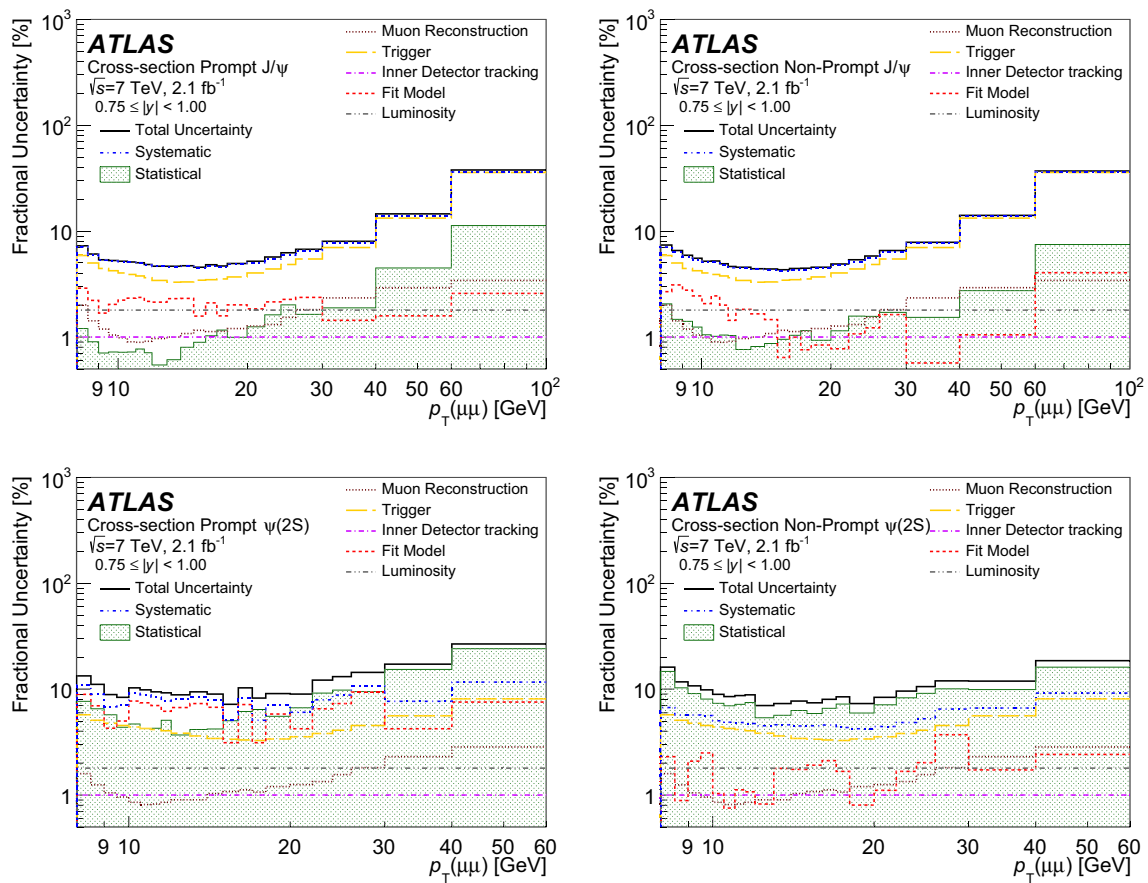 Fractional Uncertainty [%]
10³
10²
10
1
ATLAS
Cross-section Prompt J/ψ
√s=7 TeV, 2.1 fb⁻¹
0.75 ≤ |y| < 1.00
Total Uncertainty
Systematic
Statistical
Muon Reconstruction
Trigger
Inner Detector tracking
Fit Model
Luminosity
9 10 20 30 40 50 60 10²
p_T(μμ) [GeV]
Fractional Uncertainty [%]
10³
10²
10
1
ATLAS
Cross-section Non-Prompt J/ψ
√s=7 TeV, 2.1 fb⁻¹
0.75 ≤ |y| < 1.00
Total Uncertainty
Systematic
Statistical
Muon Reconstruction
Trigger
Inner Detector tracking
Fit Model
Luminosity
9 10 20 30 40 50 60 10²
p_T(μμ) [GeV]
Fractional Uncertainty [%]
10³
10²
10
1
ATLAS
Cross-section Prompt ψ(2S)
√s=7 TeV, 2.1 fb⁻¹
0.75 ≤ |y| < 1.00
Total Uncertainty
Systematic
Statistical
Muon Reconstruction
Trigger
Inner Detector tracking
Fit Model
Luminosity
9 10 20 30 40 50 60
p_T(μμ) [GeV]
Fractional Uncertainty [%]
10³
10²
10
1
ATLAS
Cross-section Non-Prompt ψ(2S)
√s=7 TeV, 2.1 fb⁻¹
0.75 ≤ |y| < 1.00
Total Uncertainty
Systematic
Statistical
Muon Reconstruction
Trigger
Inner Detector tracking
Fit Model
Luminosity
9 10 20 30 40 50 60
p_T(μμ) [GeV]